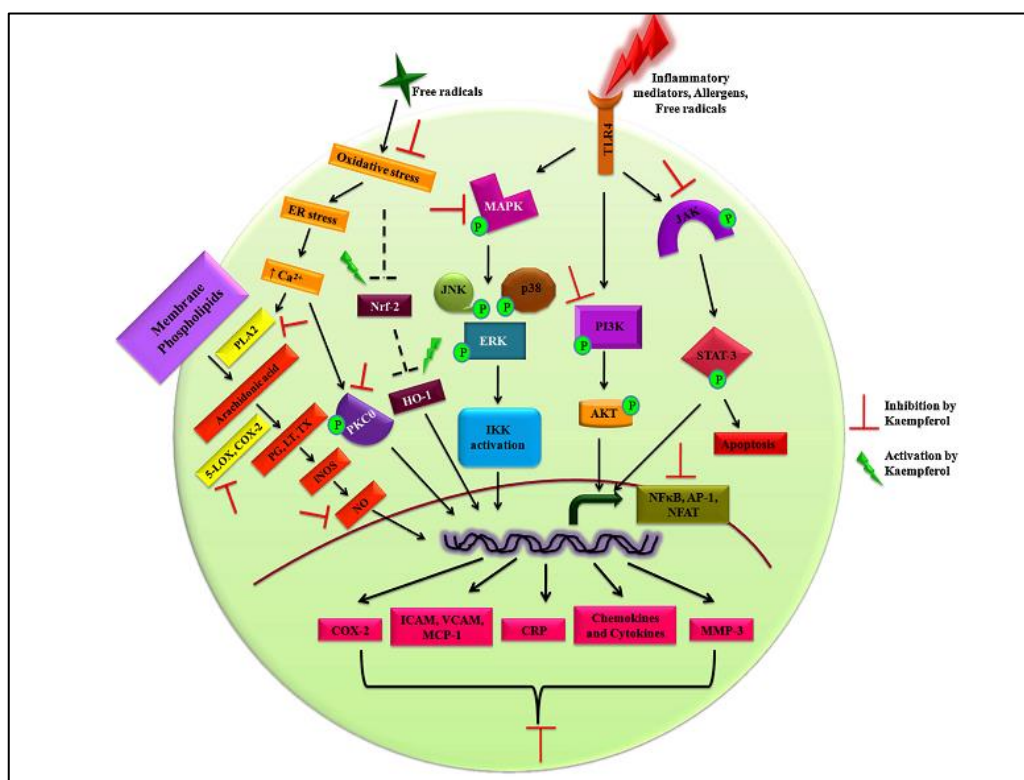 Free radicals
Inflammatory
mediators, Allergens,
Free radicals
TLR4
Oxidative stress
MAPK
P
JAK
P
ER stress
↑ Ca²⁺
Nrf-2
JNK
P
P
p38
Membrane
Phospholipids
PLA2
ERK
P
PI3K
P
STAT-3
P
Arachidonic acid
HO-1
PKCθ
P
AKT
P
5-LOX, COX-2
PG, LT, TX
IKK
activation
Apoptosis
Inhibition by
Kaempferol
Activation by
Kaempferol
iNOS
NO
NFκB, AP-1,
NFAT
COX-2
ICAM, VCAM,
MCP-1
CRP
Chemokines
and Cytokines
MMP-3